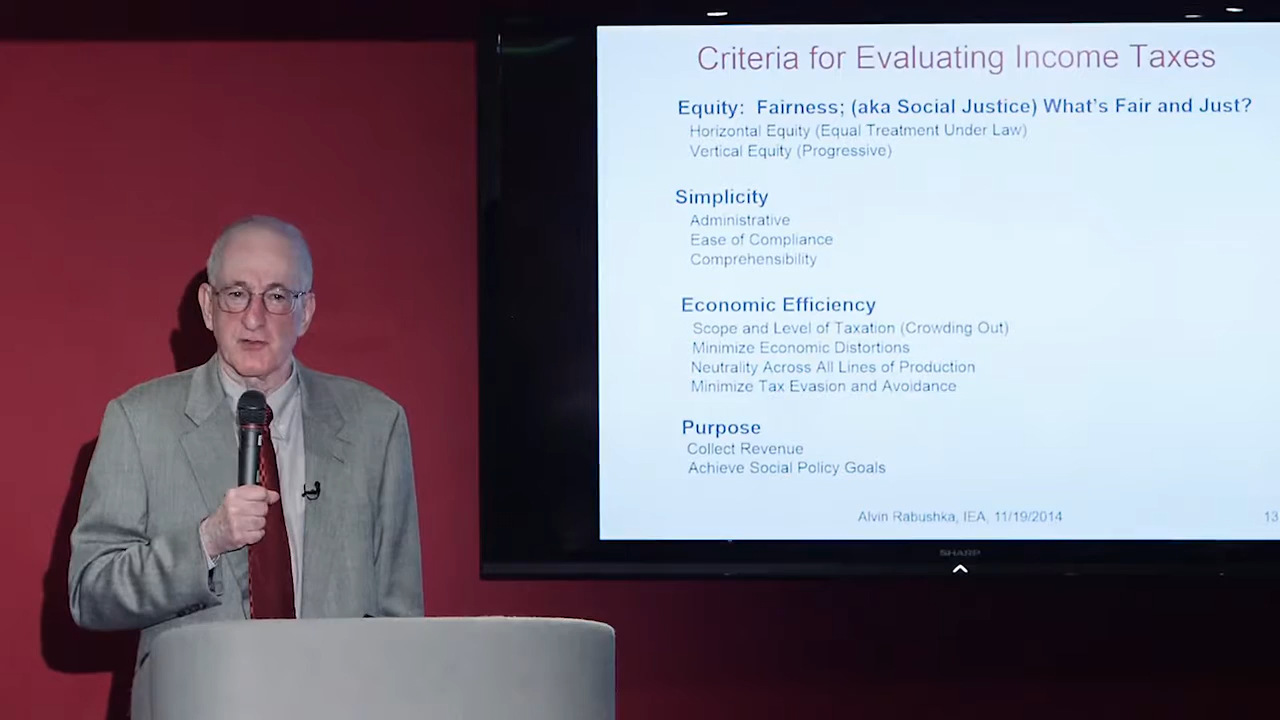 Criteria for Evaluating Income Taxes
Equity: Fairness; (aka Social Justice) What's Fair and Just?
Horizontal Equity (Equal Treatment Under Law)
Vertical Equity (Progressive)
Simplicity
Administrative
Ease of Compliance
Comprehensibility
Economic Efficiency
Scope and Level of Taxation (Crowding Out)
Minimize Economic Distortions
Neutrality Across All Lines of Production
Minimize Tax Evasion and Avoidance
Purpose
Collect Revenue
Achieve Social Policy Goals
Alvin Rabushka, IEA, 11/19/2014 13
SHARP